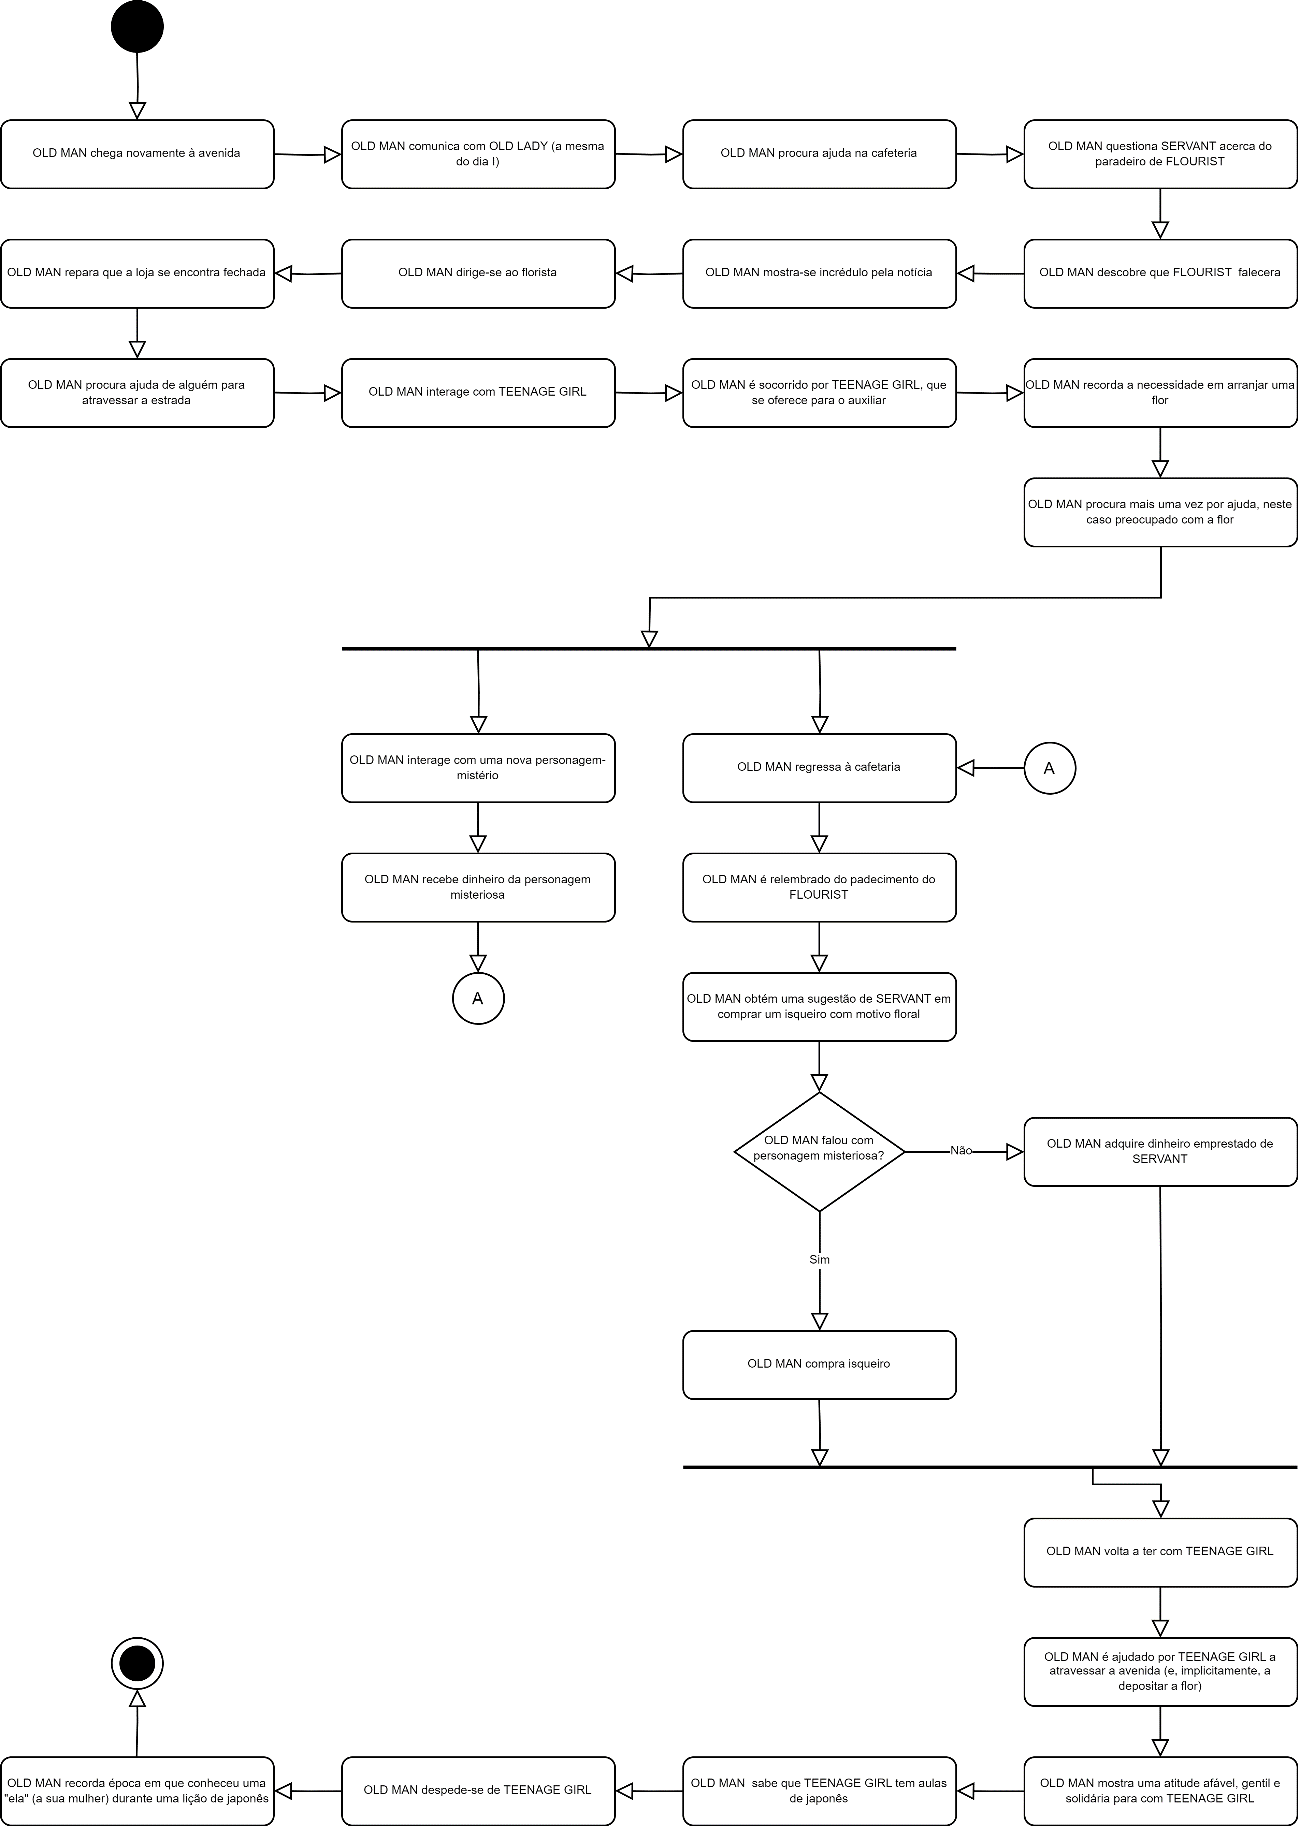 OLD MAN chega novamente à avenida
OLD MAN comunica com OLD LADY (a mesma
do dia I)
OLD MAN procura ajuda na cafeteria
OLD MAN questiona SERVANT acerca do
paradeiro de FLOURIST
OLD MAN descobre que FLOURIST  falecera
OLD MAN mostra-se incrédulo pela notícia
OLD MAN dirige-se ao florista
OLD MAN repara que a loja se encontra fechada
OLD MAN procura ajuda de alguém para
atravessar a estrada
OLD MAN interage com TEENAGE GIRL
OLD MAN é socorrido por TEENAGE GIRL, que
se oferece para o auxiliar
OLD MAN recorda a necessidade em arranjar uma
flor
OLD MAN procura mais uma vez por ajuda, neste
caso preocupado com a flor
OLD MAN interage com uma nova personagem-
mistério
OLD MAN recebe dinheiro da personagem
misteriosa
A
OLD MAN regressa à cafetaria
A
OLD MAN é relembrado do padecimento do
FLOURIST
OLD MAN obtém uma sugestão de SERVANT em
comprar um isqueiro com motivo floral
OLD MAN falou com
personagem misteriosa?
Não
OLD MAN adquire dinheiro emprestado de
SERVANT
Sim
OLD MAN compra isqueiro
OLD MAN volta a ter com TEENAGE GIRL
OLD MAN é ajudado por TEENAGE GIRL a
atravessar a avenida (e, implicitamente, a
depositar a flor)
OLD MAN mostra uma atitude afável, gentil e
solidária para com TEENAGE GIRL
OLD MAN  sabe que TEENAGE GIRL tem aulas
de japonês
OLD MAN despede-se de TEENAGE GIRL
OLD MAN recorda época em que conheceu uma
"ela" (a sua mulher) durante uma lição de japonês